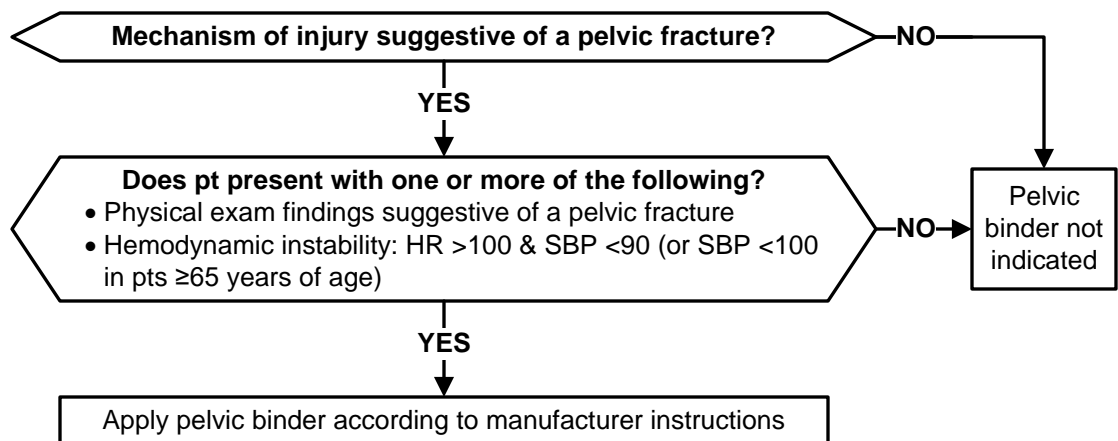 Mechanism of injury suggestive of a pelvic fracture?
NO
YES
Does pt present with one or more of the following?
• Physical exam findings suggestive of a pelvic fracture
• Hemodynamic instability: HR >100 & SBP <90 (or SBP <100
in pts ≥65 years of age)
NO
Pelvic
binder not
indicated
YES
Apply pelvic binder according to manufacturer instructions